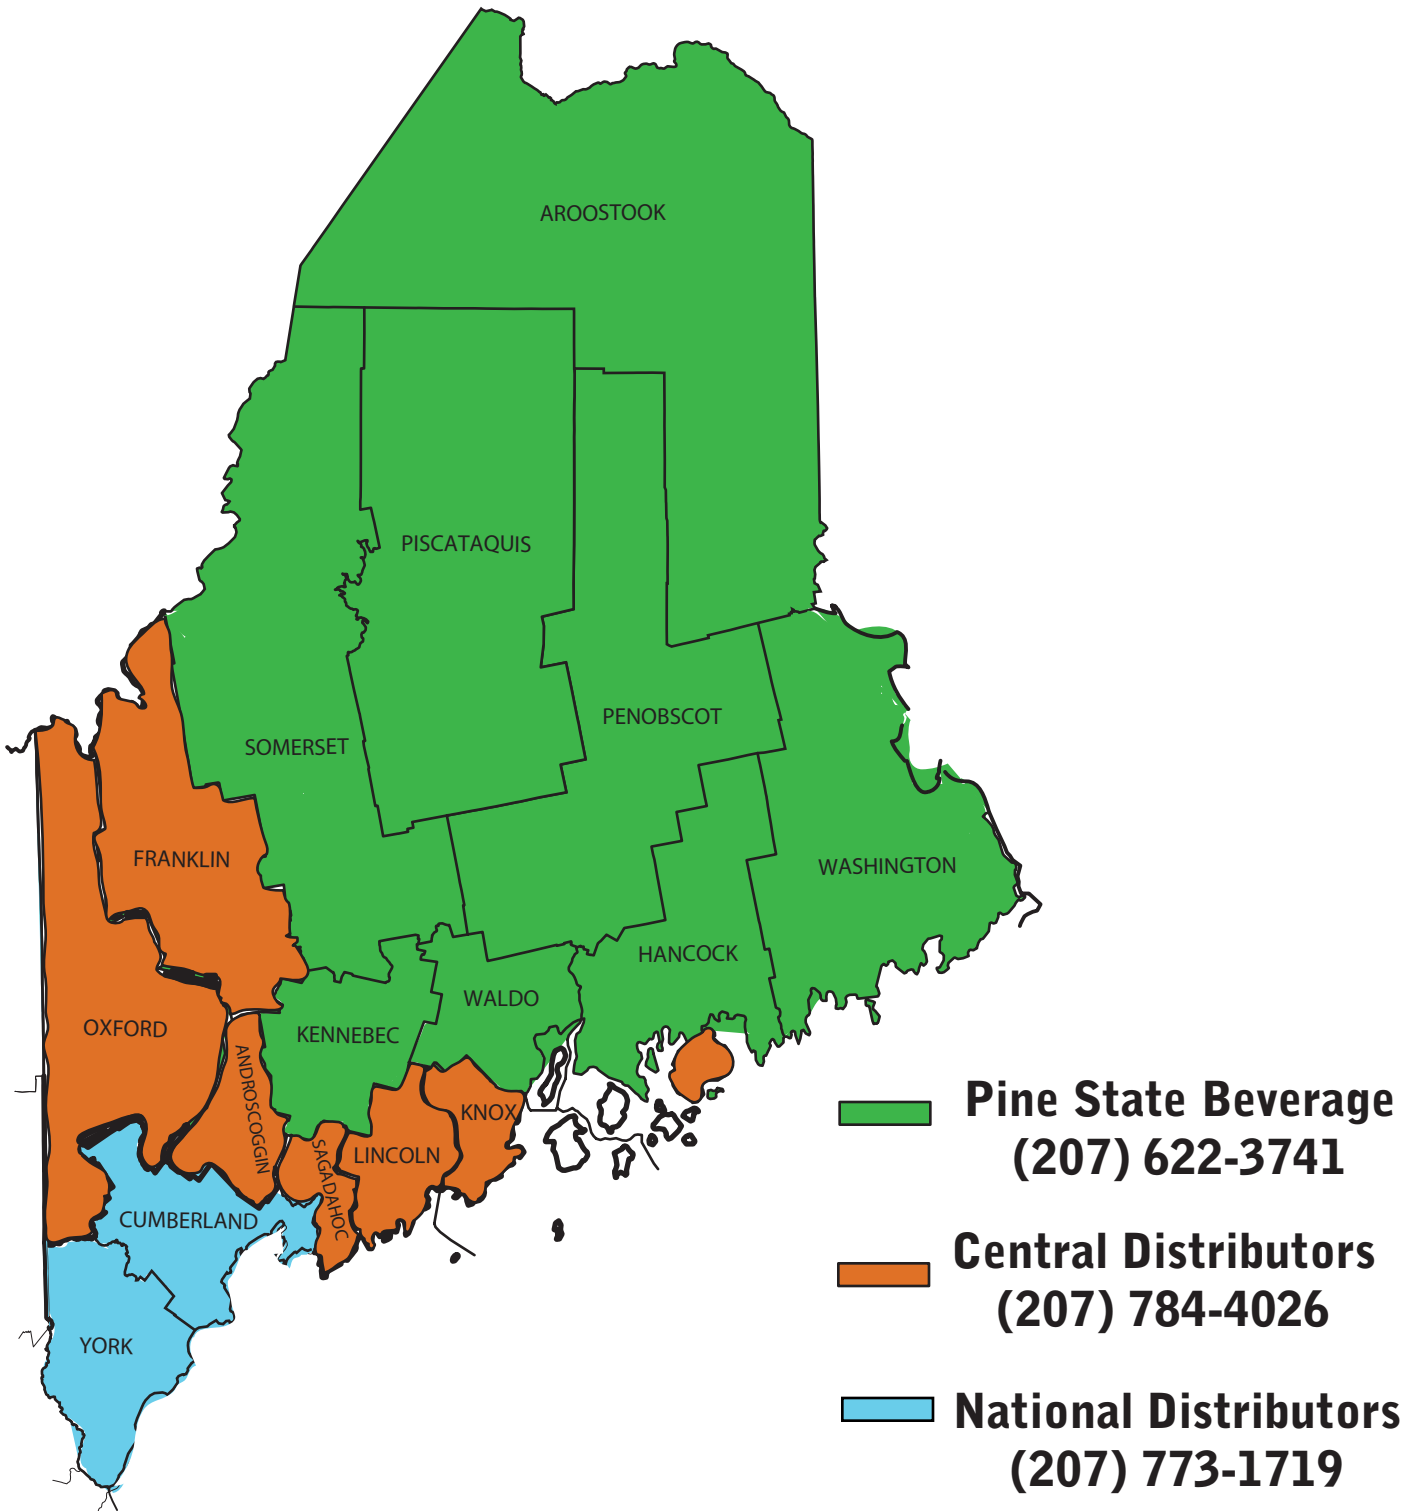 AROOSTOOK
PISCATAQUIS
PENOBSCOT
SOMERSET
FRANKLIN
WASHINGTON
HANCOCK
WALDO
OXFORD
KENNEBEC
ANDROSCOGGIN
KNOX
SAGADAHOC
LINCOLN
CUMBERLAND
YORK
Pine State Beverage
(207) 622-3741
Central Distributors
(207) 784-4026
National Distributors
(207) 773-1719